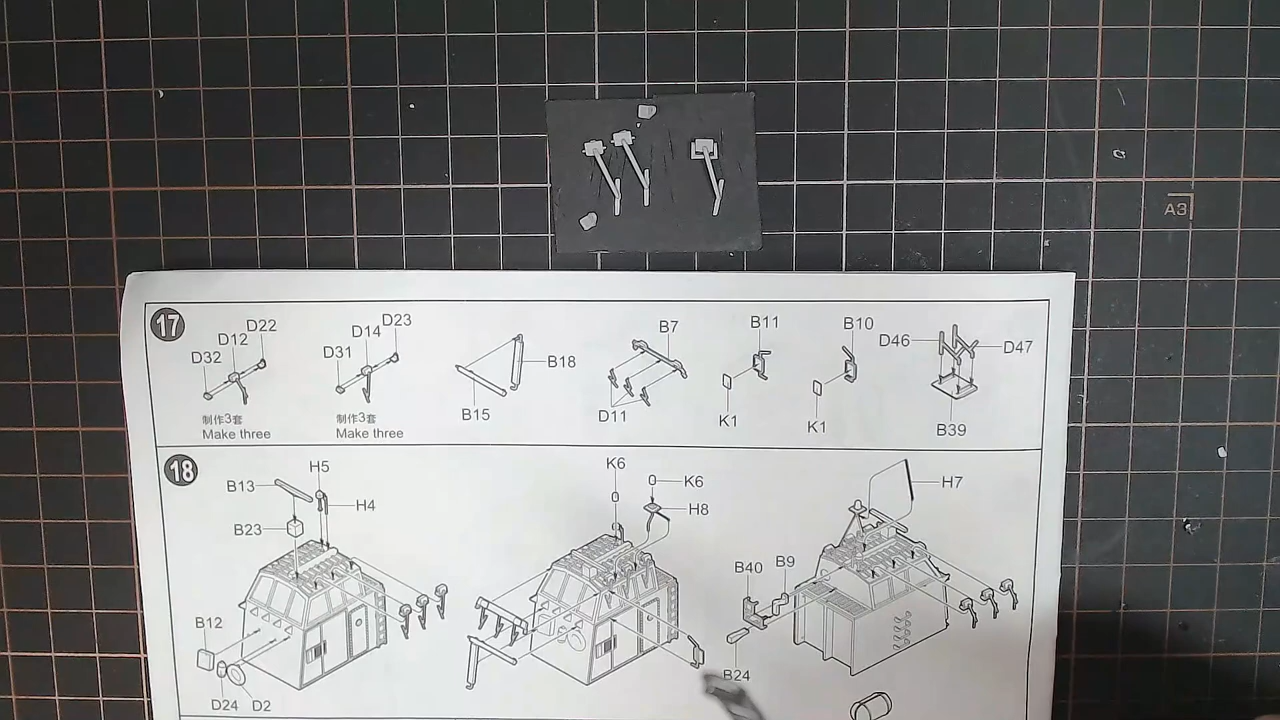 A3
17
D32 D12 D22
制作3套
Make three
D31 D14 D23
制作3套
Make three
B18
B15
B7
D11
B11
K1
B10
K1
D46 D47
B39
18
B13
H5
H4
B23
B12
D24 D2
K6
K6
H8
H7
B40 B9
B24